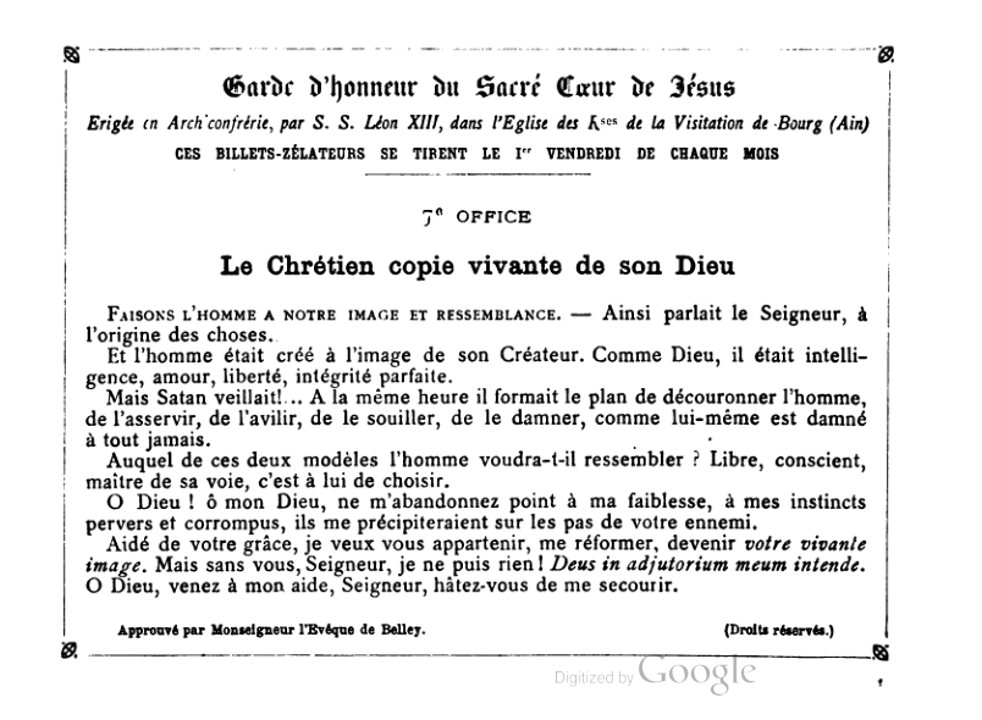 Garde d'honneur du Sacré Cœur de Jésus
Erigée en Archconfrérie, par S. S. Léon XIII, dans l'Eglise des Rses de la Visitation de Bourg (Ain)
CES BILLETS-ZÉLATEURS SE TIRENT LE Ier VENDREDI DE CHAQUE MOIS
7e OFFICE
Le Chrétien copie vivante de son Dieu
FAISONS L'HOMME A NOTRE IMAGE ET RESSEMBLANCE. — Ainsi parlait le Seigneur, à
l'origine des choses.
Et l'homme était créé à l'image de son Créateur. Comme Dieu, il était intelli-
gence, amour, liberté, intégrité parfaite.
Mais Satan veillait!... A la même heure il formait le plan de découronner l'homme,
de l'asservir, de l'avilir, de le souiller, de le damner, comme lui-même est damné
à tout jamais.
Auquel de ces deux modèles l'homme voudra-t-il ressembler ? Libre, conscient,
maître de sa voie, c'est à lui de choisir.
O Dieu ! ô mon Dieu, ne m'abandonnez point à ma faiblesse, à mes instincts
pervers et corrompus, ils me précipiteraient sur les pas de votre ennemi.
Aidé de votre grâce, je veux vous appartenir, me réformer, devenir votre vivante
image. Mais sans vous, Seigneur, je ne puis rien ! Deus in adjutorium meum intende.
O Dieu, venez à mon aide, Seigneur, hâtez-vous de me secourir.
Approuvé par Monseigneur l'Evêque de Belley. (Droits réservés.)
Digitized by Google